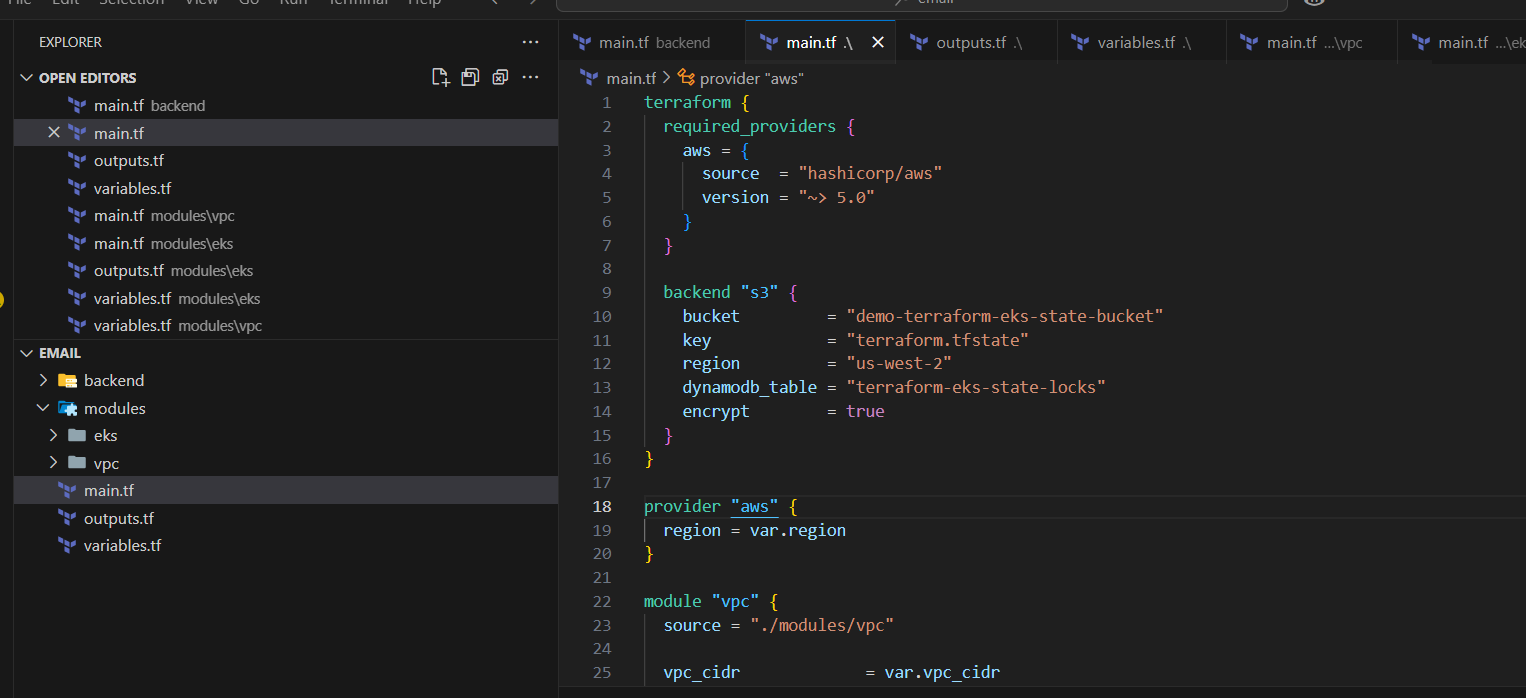 File Edit Selection View Go Run Terminal Help
email
EXPLORER
OPEN EDITORS
main.tf backend
main.tf
outputs.tf
variables.tf
main.tf modules\vpc
main.tf modules\eks
outputs.tf modules\eks
variables.tf modules\eks
variables.tf modules\vpc
EMAIL
backend
modules
eks
vpc
main.tf
outputs.tf
variables.tf
main.tf backend
main.tf .\
outputs.tf .\
variables.tf .\
main.tf ...\vpc
main.tf ...\ek
main.tf > provider "aws"
1 terraform {
2 required_providers {
3 aws = {
4 source = "hashicorp/aws"
5 version = "~> 5.0"
6 }
7 }
8
9 backend "s3" {
10 bucket = "demo-terraform-eks-state-bucket"
11 key = "terraform.tfstate"
12 region = "us-west-2"
13 dynamodb_table = "terraform-eks-state-locks"
14 encrypt = true
15 }
16 }
17
18 provider "aws" {
19 region = var.region
20 }
21
22 module "vpc" {
23 source = "./modules/vpc"
24
25 vpc_cidr = var.vpc_cidr